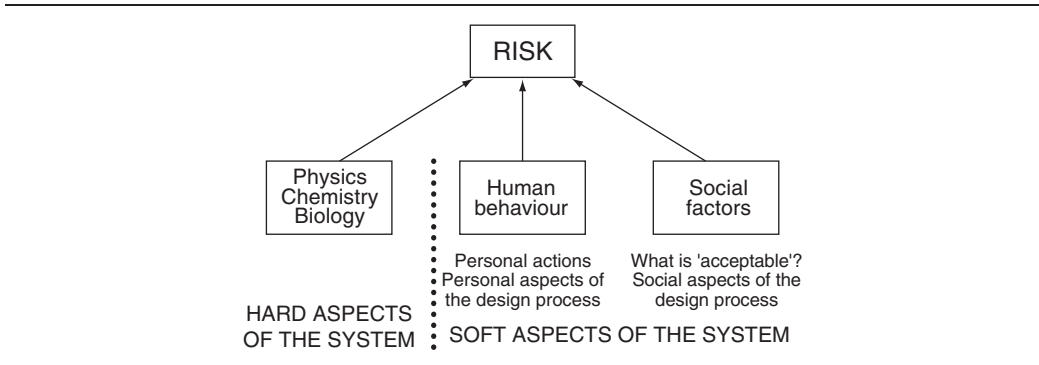 RISK
Physics
Chemistry
Biology
Human
behaviour
Social
factors
Personal actions
Personal aspects of
the design process
What is 'acceptable'?
Social aspects of the
design process
HARD ASPECTS
OF THE SYSTEM
SOFT ASPECTS OF THE SYSTEM